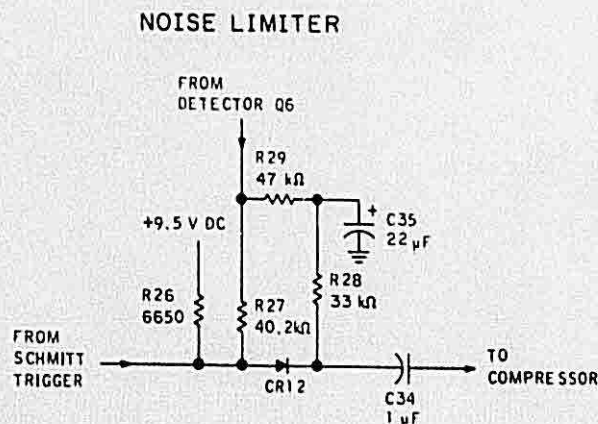 NOISE LIMITER
FROM
DETECTOR Q6
R29
47 kΩ
+9.5 V DC
+
C35
22 µF
R28
33 kΩ
R26
6650
R27
40.2kΩ
FROM
SCHMITT
TRIGGER
CR12
TO
COMPRESSOR
C34
1 µF